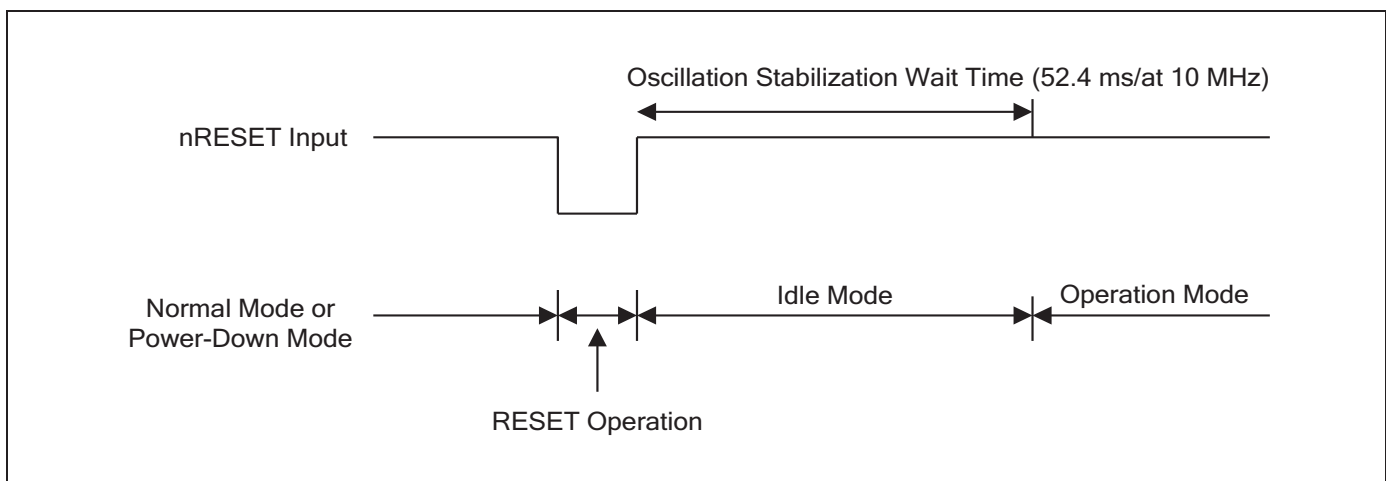 Oscillation Stabilization Wait Time (52.4 ms/at 10 MHz)
nRESET Input
Normal Mode or
Power-Down Mode
Idle Mode
Operation Mode
RESET Operation